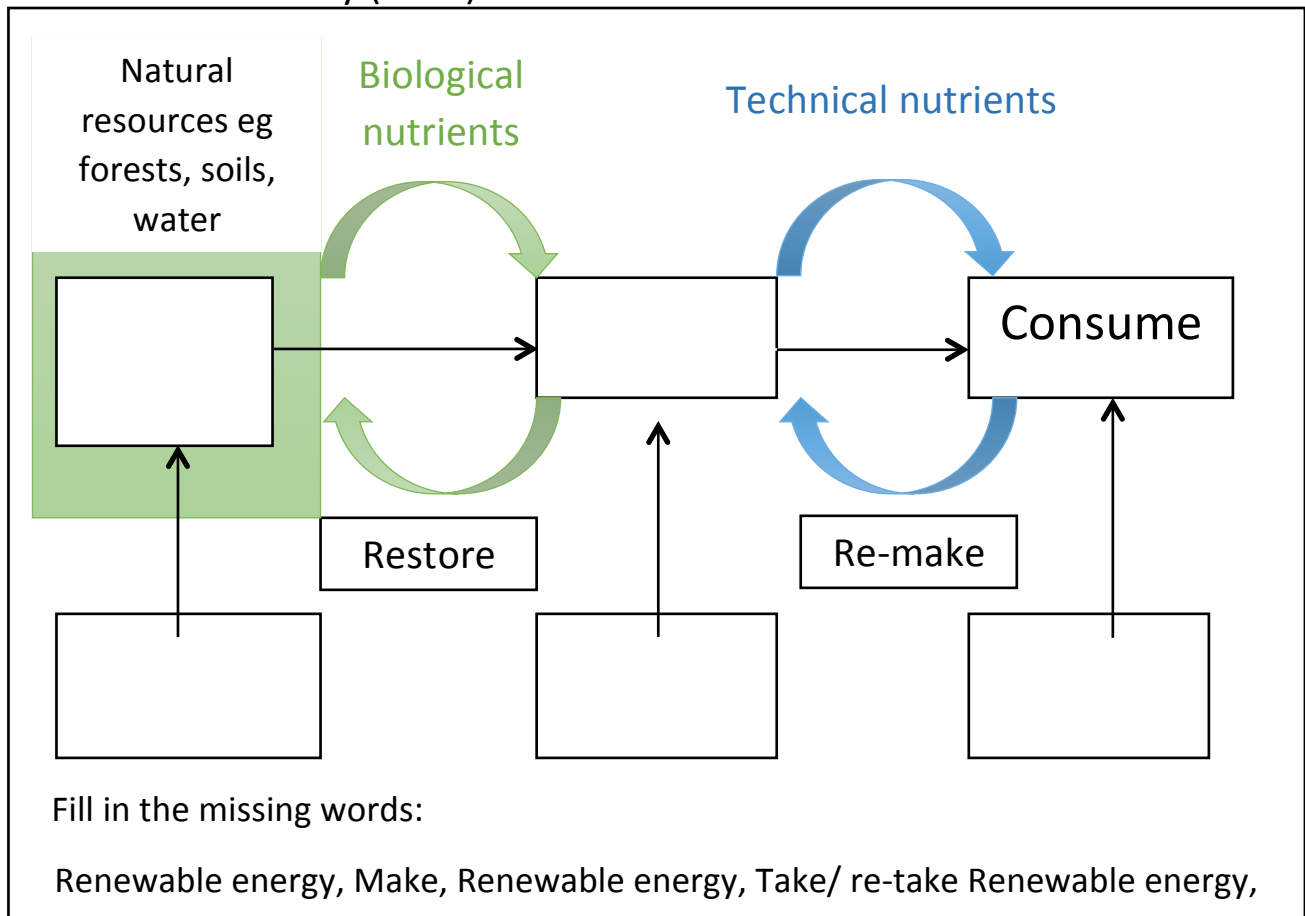 Natural
resources eg
forests, soils,
water
Biological
nutrients
Technical nutrients
Consume
Restore
Re-make
Fill in the missing words:
Renewable energy, Make, Renewable energy, Take/ re-take Renewable energy,